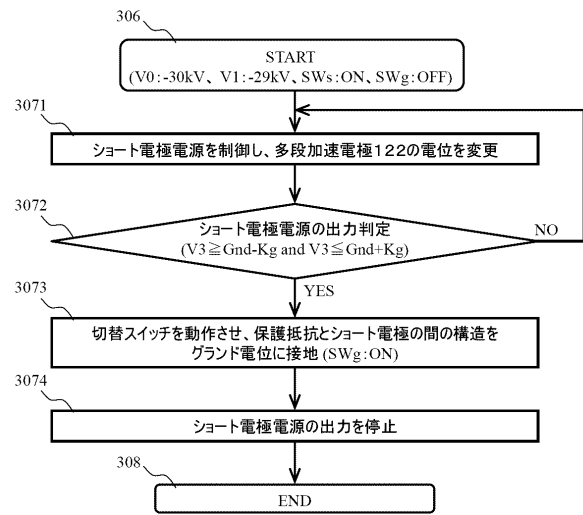 306
START
(V0:-30kV、V1:-29kV、SWs:ON、SWg:OFF)
3071
ショート電極電源を制御し、多段加速電極122の電位を変更
3072
ショート電極電源の出力判定
(V3≧Gnd-Kg and V3≦Gnd+Kg)
NO
YES
3073
切替スイッチを動作させ、保護抵抗とショート電極の間の構造を
グランド電位に接地 (SWg:ON)
3074
ショート電極電源の出力を停止
308
END